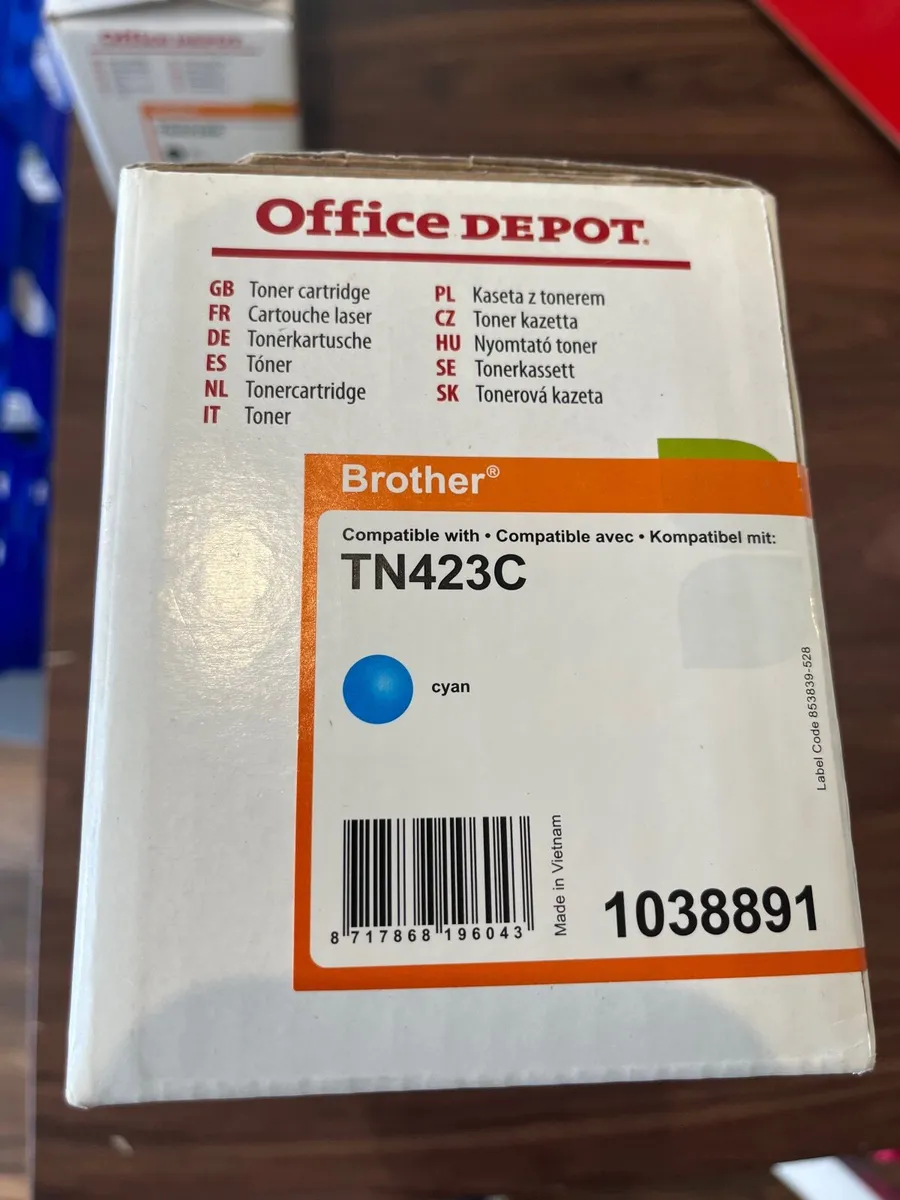 Office DEPOT
Office DEPOT.
GB Toner cartridge
FR Cartouche laser
DE Tonerkartusche
ES Tóner
NL Tonercartridge
IT Toner
PL Kaseta z tonerem
CZ Toner kazetta
HU Nyomtató toner
SE Tonerkassett
SK Tonerová kazeta
Brother®
Compatible with • Compatible avec • Kompatibel mit:
TN423C
cyan
Label Code 853839-528
Made in Vietnam
8 717868 196043
1038891